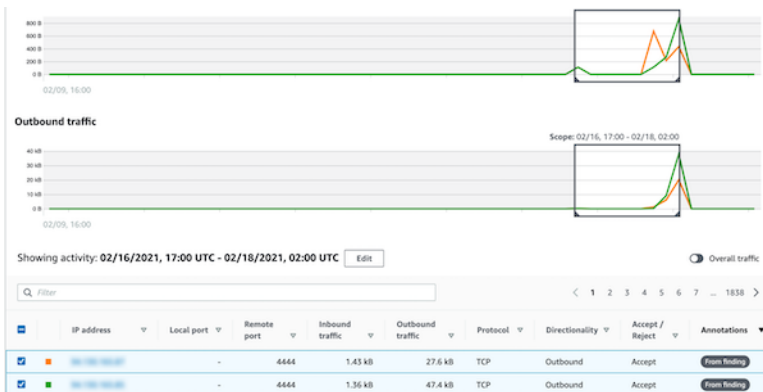 800 B
600 B
400 B
200 B
0 B
02/09, 16:00
Outbound traffic
Scope: 02/16, 17:00 - 02/18, 02:00
40 kB
30 kB
20 kB
10 kB
0 B
02/09, 16:00
Showing activity: 02/16/2021, 17:00 UTC - 02/18/2021, 02:00 UTC Edit Overall traffic
Filter < 1 2 3 4 5 6 7 ... 1838 >
IP address Local port Remote port Inbound traffic Outbound traffic Protocol Directionality Accept / Reject Annotations
- 4444 1.43 kB 27.6 kB TCP Outbound Accept From finding
- 4444 1.36 kB 47.4 kB TCP Outbound Accept From finding